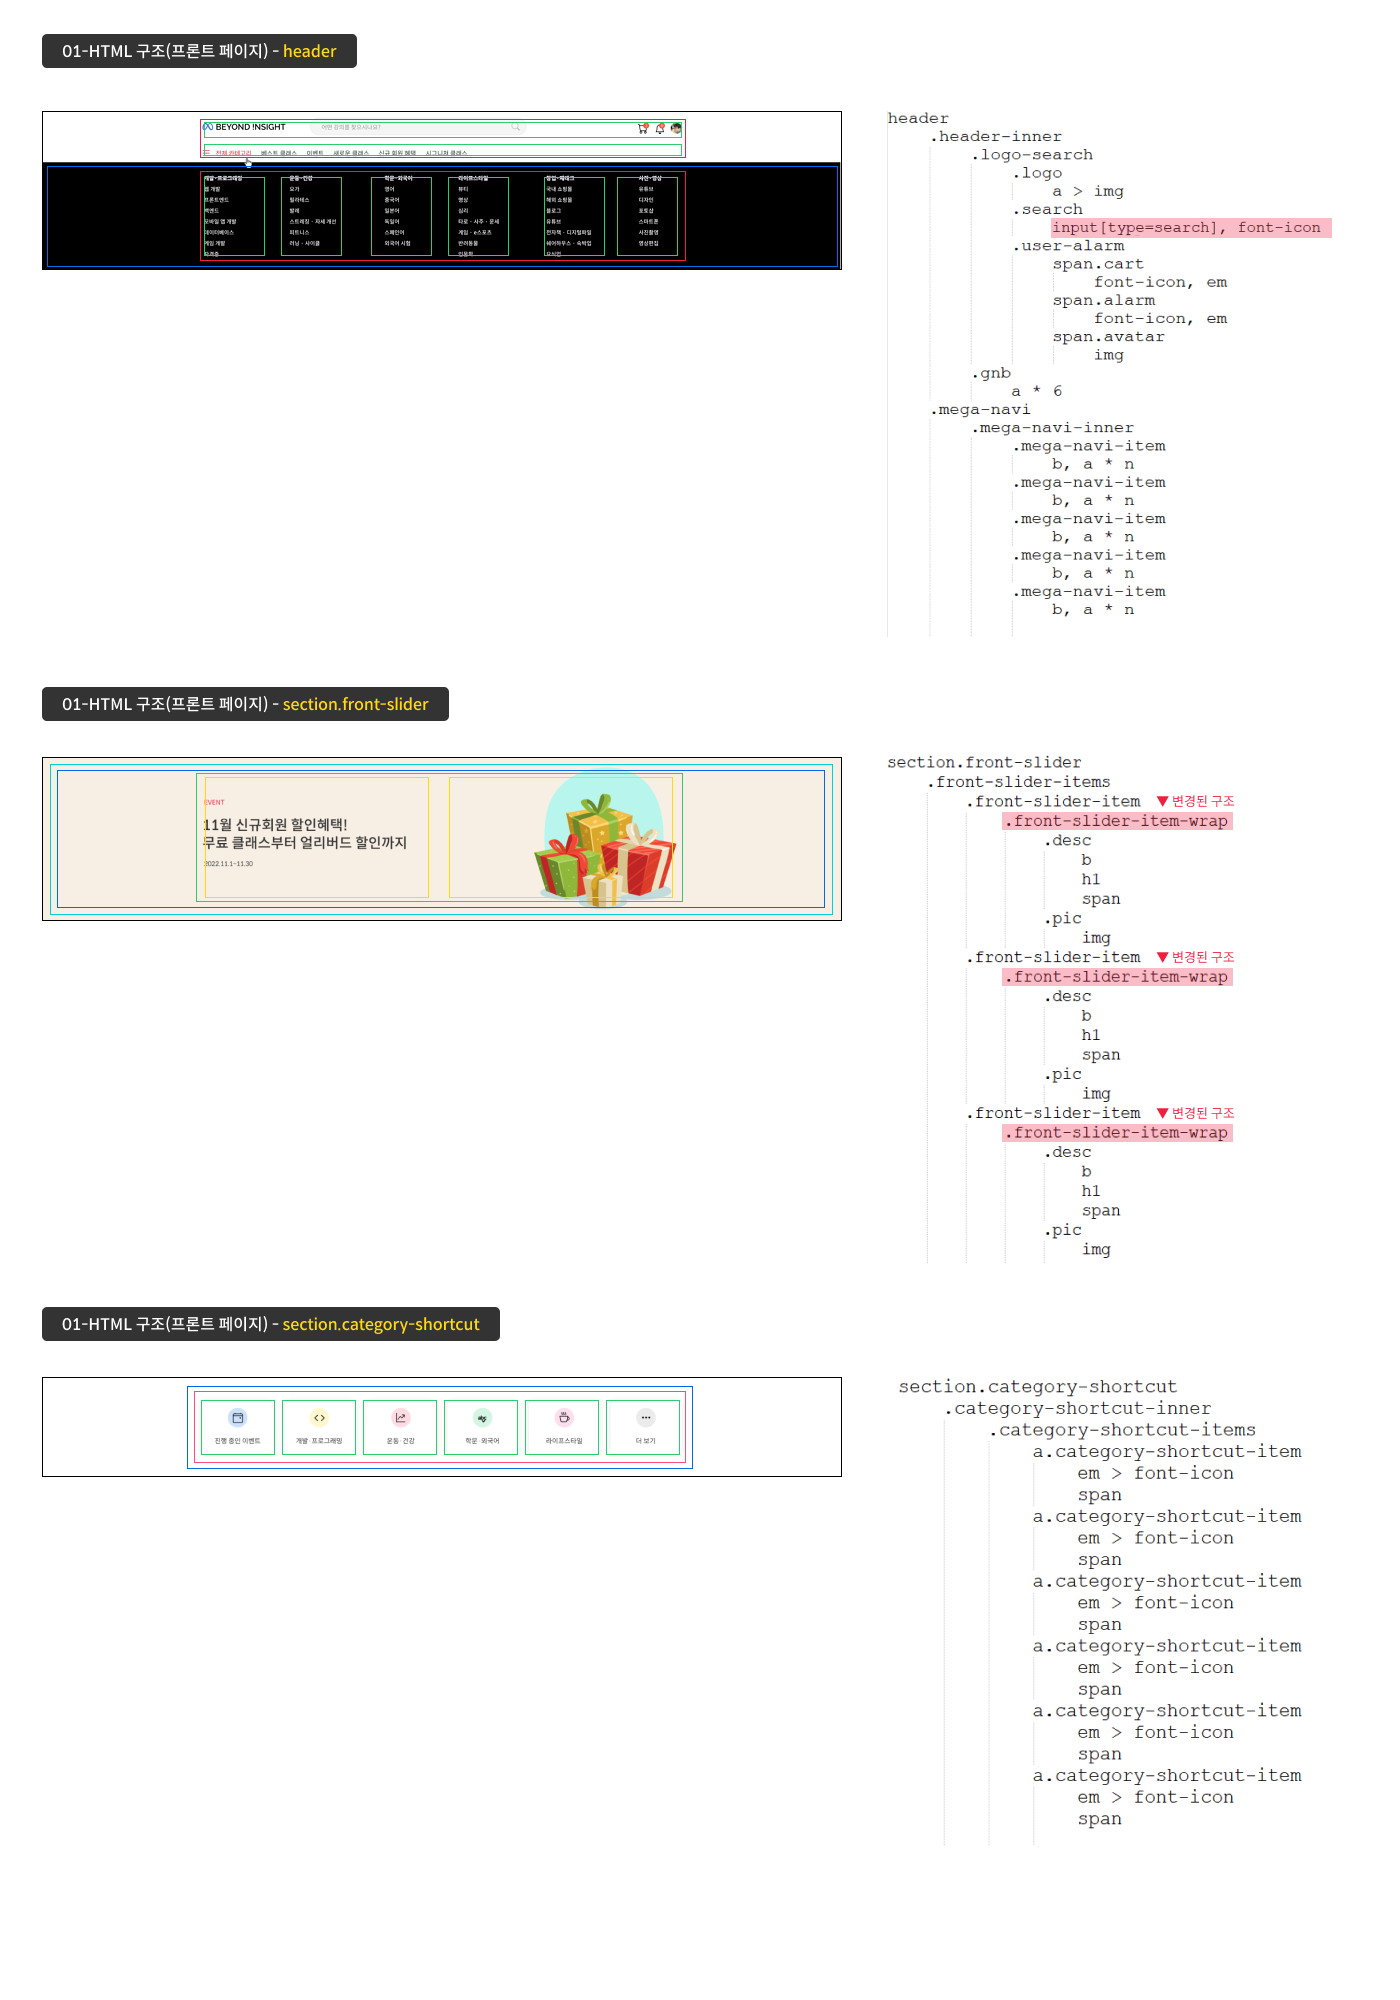 01-HTML 구조(프론트 페이지) - header
BEYOND !NSIGHT
어떤 강의를 찾으시나요?
전체 카테고리 베스트 클래스 이벤트 새로운 클래스 신규 회원 혜택 시그니쳐 클래스
개발·프로그래밍
웹 개발
프론트엔드
백엔드
모바일 앱 개발
데이터베이스
게임 개발
자격증
운동·건강
요가
필라테스
발레
스트레칭 · 자세 개선
피트니스
러닝 · 사이클
학문·외국어
영어
중국어
일본어
독일어
스페인어
외국어 시험
라이프스타일
뷰티
명상
심리
타로 · 사주 · 운세
게임 · e스포츠
반려동물
인문학
창업·재테크
국내 쇼핑몰
해외 쇼핑몰
블로그
유튜브
전자책 · 디지털파일
쉐어하우스 · 숙박업
요식업
사진·영상
유튜브
디자인
포토샵
스마트폰
사진촬영
영상편집
header
.header-inner
.logo-search
.logo
a > img
.search
input[type=search], font-icon
.user-alarm
span.cart
font-icon, em
span.alarm
font-icon, em
span.avatar
img
.gnb
a * 6
.mega-navi
.mega-navi-inner
.mega-navi-item
b, a * n
.mega-navi-item
b, a * n
.mega-navi-item
b, a * n
.mega-navi-item
b, a * n
.mega-navi-item
b, a * n
01-HTML 구조(프론트 페이지) - section.front-slider
EVENT
11월 신규회원 할인혜택!
무료 클래스부터 얼리버드 할인까지
2022.11.1~11.30
section.front-slider
.front-slider-items
.front-slider-item ▼ 변경된 구조
.front-slider-item-wrap
.desc
b
h1
span
.pic
img
.front-slider-item ▼ 변경된 구조
.front-slider-item-wrap
.desc
b
h1
span
.pic
img
.front-slider-item ▼ 변경된 구조
.front-slider-item-wrap
.desc
b
h1
span
.pic
img
01-HTML 구조(프론트 페이지) - section.category-shortcut
진행 중인 이벤트
개발·프로그래밍
운동·건강
학문·외국어
라이프스타일
더 보기
section.category-shortcut
.category-shortcut-inner
.category-shortcut-items
a.category-shortcut-item
em > font-icon
span
a.category-shortcut-item
em > font-icon
span
a.category-shortcut-item
em > font-icon
span
a.category-shortcut-item
em > font-icon
span
a.category-shortcut-item
em > font-icon
span
a.category-shortcut-item
em > font-icon
span